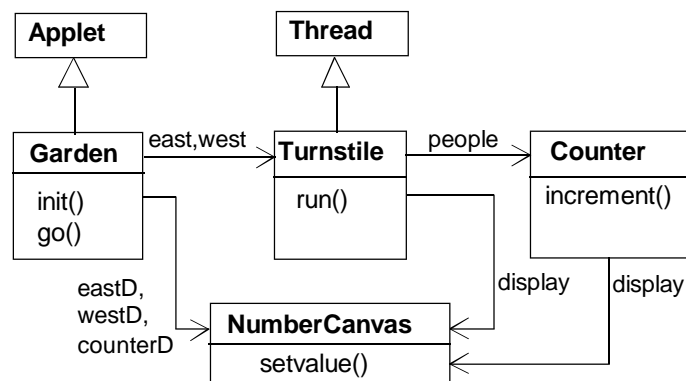 Applet
Thread
Garden
init()
go()
east,west
Turnstile
run()
people
Counter
increment()
eastD,
westD,
counterD
display
display
NumberCanvas
setvalue()